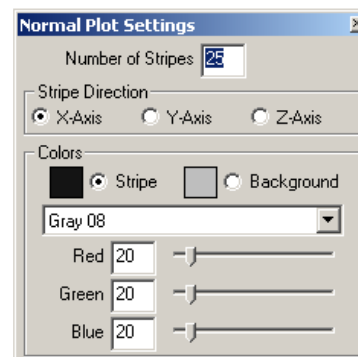 Normal Plot Settings
Number of Stripes 25
Stripe Direction
X-Axis Y-Axis Z-Axis
Colors
Stripe Background
Gray 08
Red 20
Green 20
Blue 20